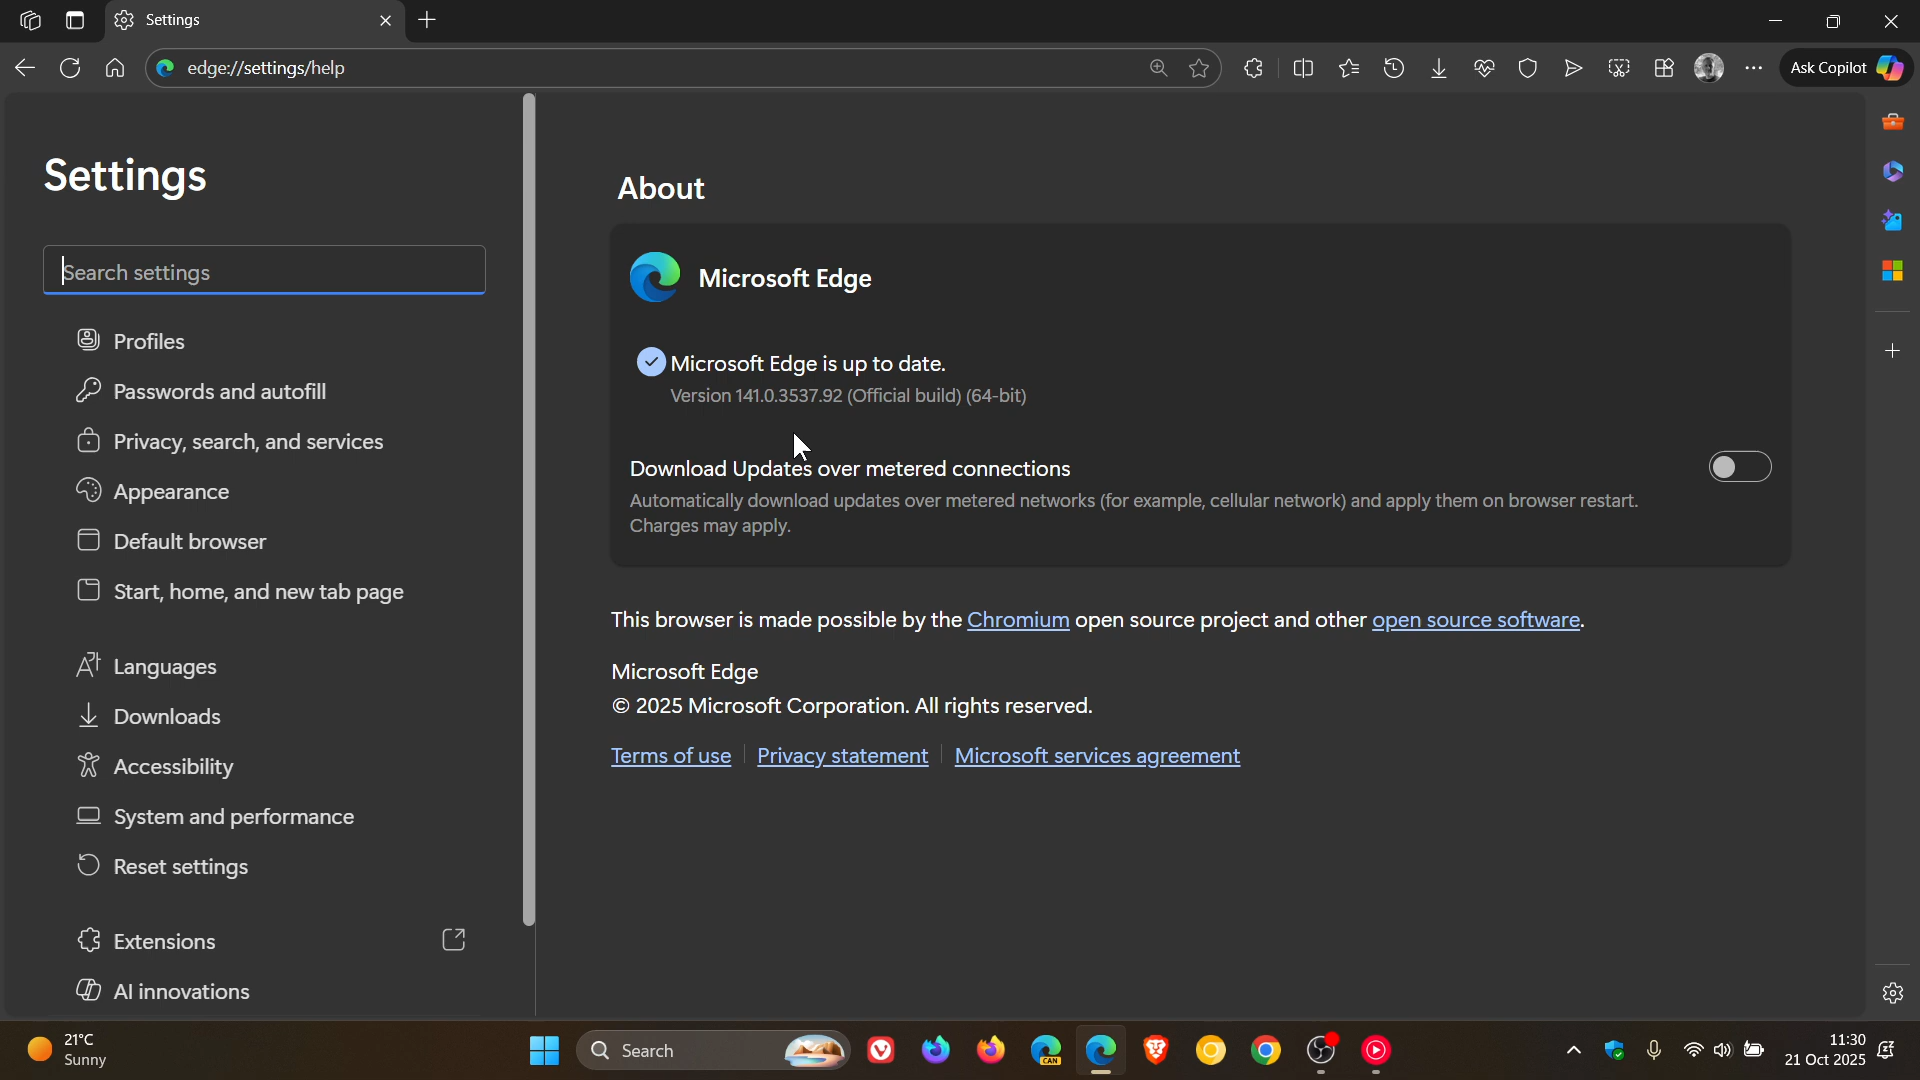 Settings
edge://settings/help
Ask Copilot
Settings
Search settings
Profiles
Passwords and autofill
Privacy, search, and services
Appearance
Default browser
Start, home, and new tab page
Languages
Downloads
Accessibility
System and performance
Reset settings
Extensions
AI innovations
About
Microsoft Edge
Microsoft Edge is up to date.
Version 141.0.3537.92 (Official build) (64-bit)
Download Updates over metered connections
Automatically download updates over metered networks (for example, cellular network) and apply them on browser restart.
Charges may apply.
This browser is made possible by the Chromium open source project and other open source software.
Microsoft Edge
© 2025 Microsoft Corporation. All rights reserved.
Terms of use
Privacy statement
Microsoft services agreement
21°C
Sunny
Search
CAN
11:30
21 Oct 2025